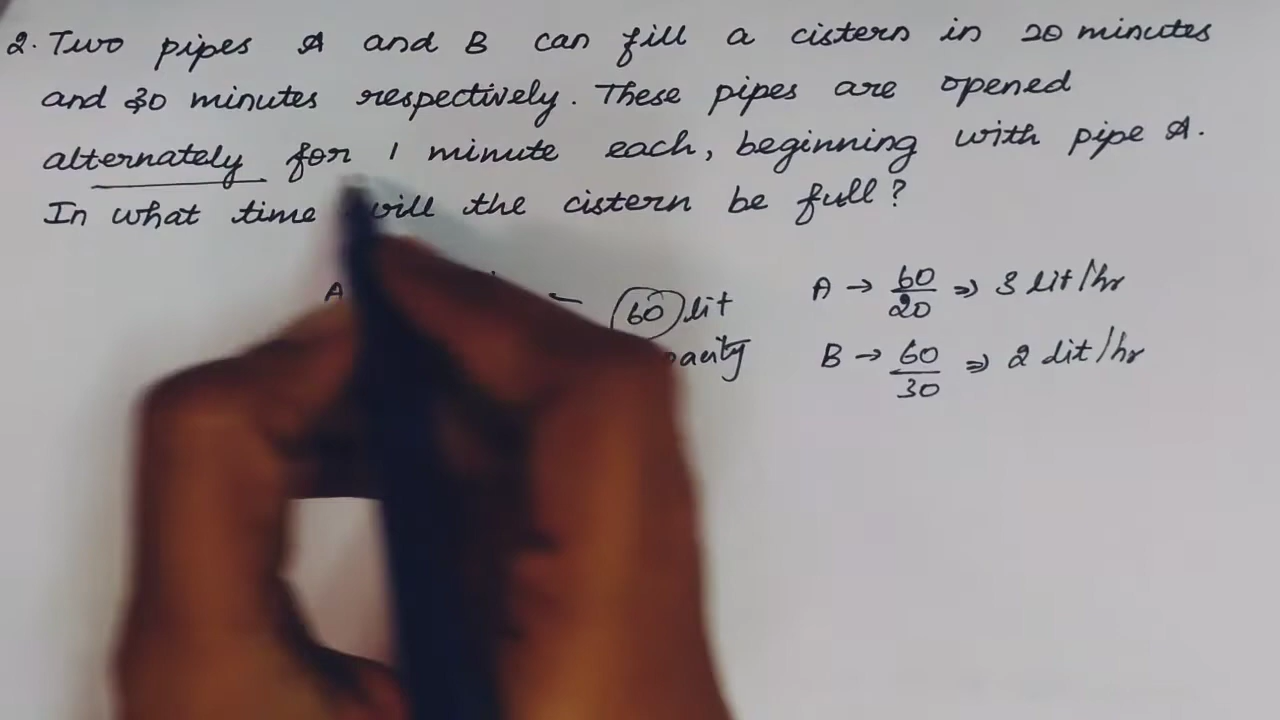 2. Two pipes A and B can fill a cistern in 20 minutes
and 30 minutes respectively. These pipes are opened
alternately for 1 minute each, beginning with pipe A.
In what time will the cistern be full?
A 60 lit A → 60/20 ⇒ 3 lit/hr
B → 60/30 ⇒ 2 lit/hr